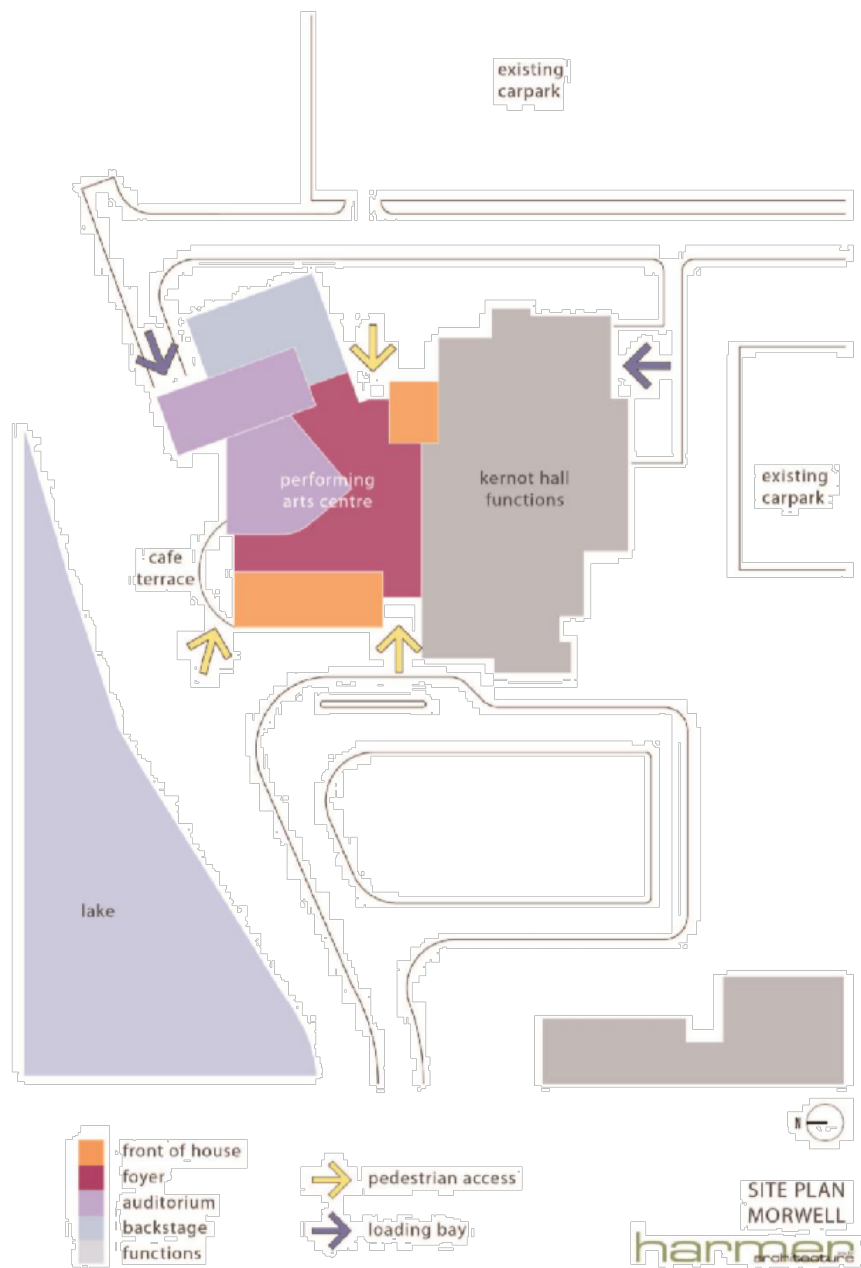 existing
carpark
performing
arts centre
kernot hall
functions
existing
carpark
cafe
terrace
lake
N
front of house
foyer
auditorium
backstage
functions
pedestrian access
loading bay
SITE PLAN
MORWELL
harmer
architecture